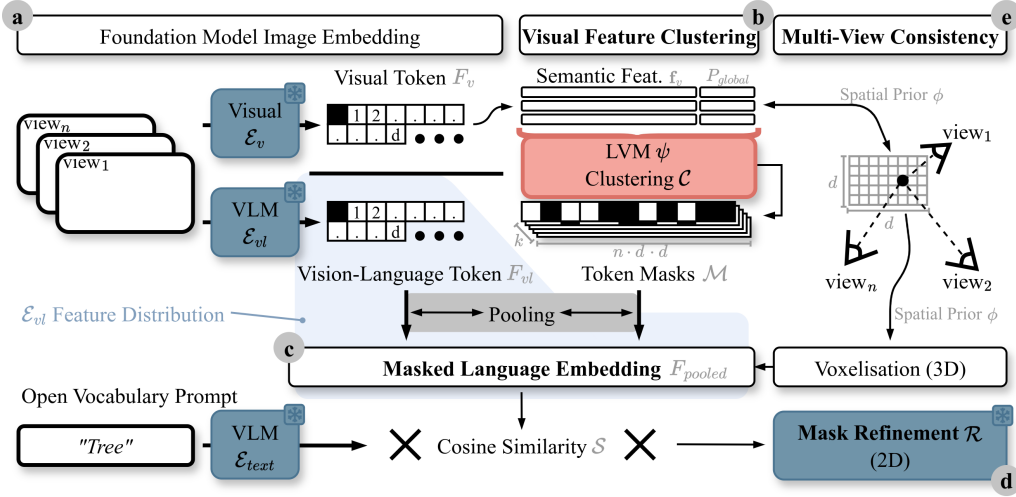 a
Foundation Model Image Embedding
b
Visual Feature Clustering
e
Multi-View Consistency
Visual Token F_v
Semantic Feat. f_v P_global
Spatial Prior ϕ
view_n
view_2
view_1
Visual
ℰ_v
1 2 . . . .
. . . d
LVM ψ
Clustering 𝒞
view_1
d
d
VLM
ℰ_vl
1 2 . . . .
. . . d
k
n · d · d
view_n
view_2
Vision-Language Token F_vl
Token Masks ℳ
ℰ_vl Feature Distribution
Pooling
Spatial Prior ϕ
c
Masked Language Embedding F_pooled
Voxelisation (3D)
Open Vocabulary Prompt
"Tree"
VLM
ℰ_text
Cosine Similarity 𝒮
Mask Refinement ℛ
(2D)
d